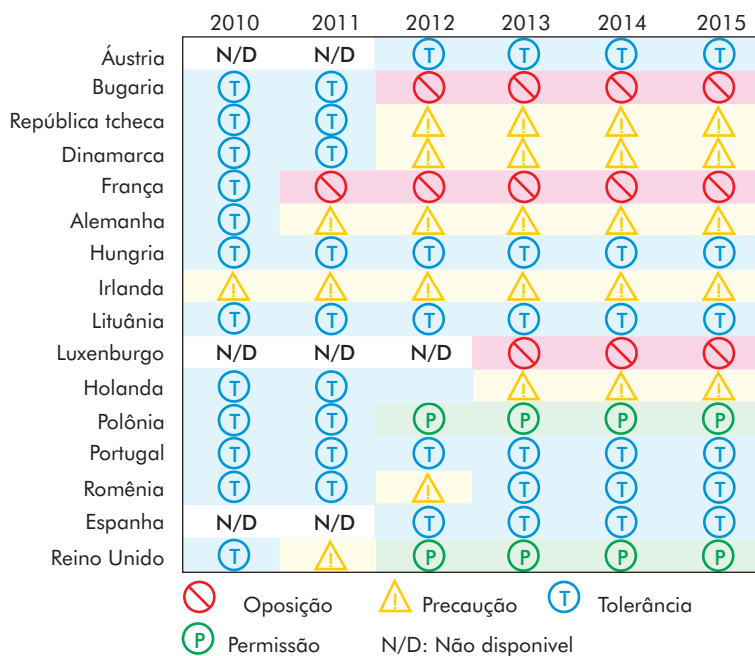 2010 2011 2012 2013 2014 2015
Áustria N/D N/D T T T T
Bugaria T T
República tcheca T T ! ! ! !
Dinamarca T T ! ! ! !
França T
Alemanha T ! ! ! ! !
Hungria T T T T T T
Irlanda ! ! ! ! ! !
Lituânia T T T T T T
Luxenburgo N/D N/D N/D
Holanda T T ! ! !
Polônia T T P P P P
Portugal T T T T T T
Romênia T T ! T T T
Espanha N/D N/D T T T T
Reino Unido T ! P P P P
Oposição ! Precaução T Tolerância
P Permissão N/D: Não disponivel